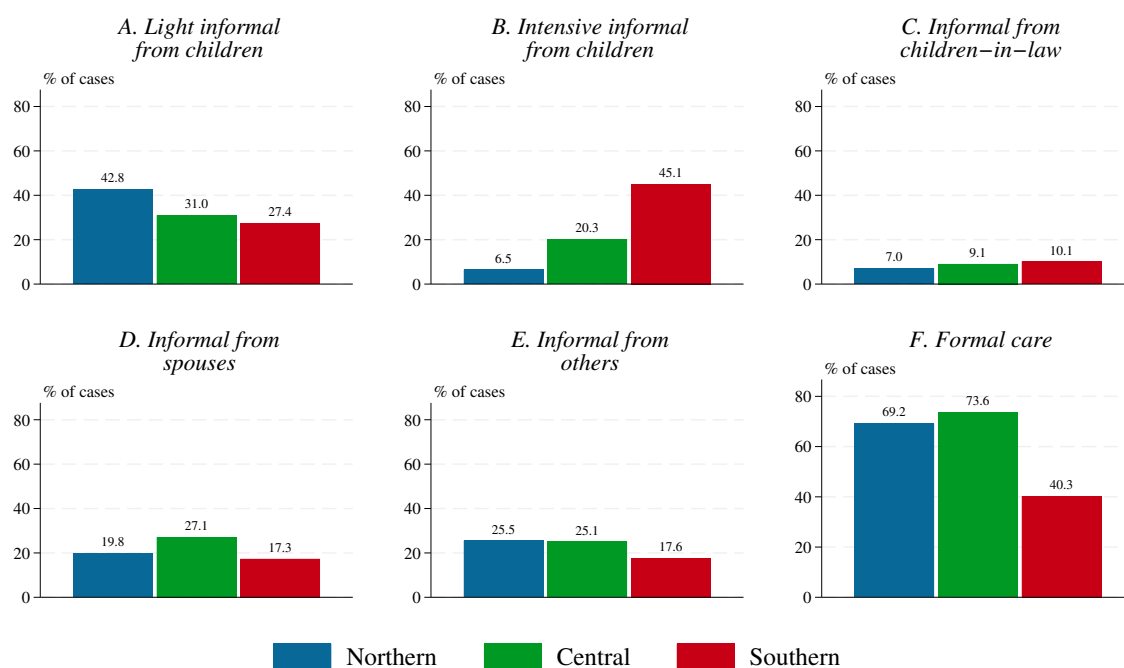 A. Light informal
from children
% of cases
80
60
40
20
0
42.8
31.0
27.4
B. Intensive informal
from children
% of cases
80
60
40
20
0
6.5
20.3
45.1
C. Informal from
children−in−law
% of cases
80
60
40
20
0
7.0
9.1
10.1
D. Informal from
spouses
% of cases
80
60
40
20
0
19.8
27.1
17.3
E. Informal from
others
% of cases
80
60
40
20
0
25.5
25.1
17.6
F. Formal care
% of cases
80
60
40
20
0
69.2
73.6
40.3
Northern
Central
Southern